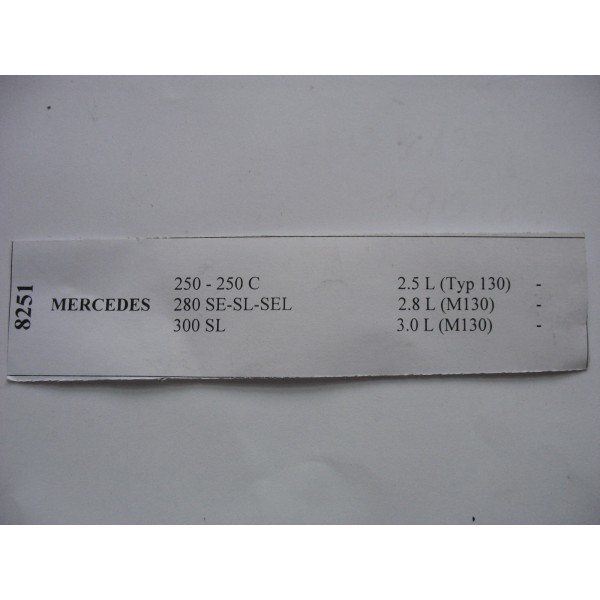 8251
250 - 250 C 2.5 L (Typ 130) -
MERCEDES 280 SE-SL-SEL 2.8 L (M130) -
300 SL 3.0 L (M130) -